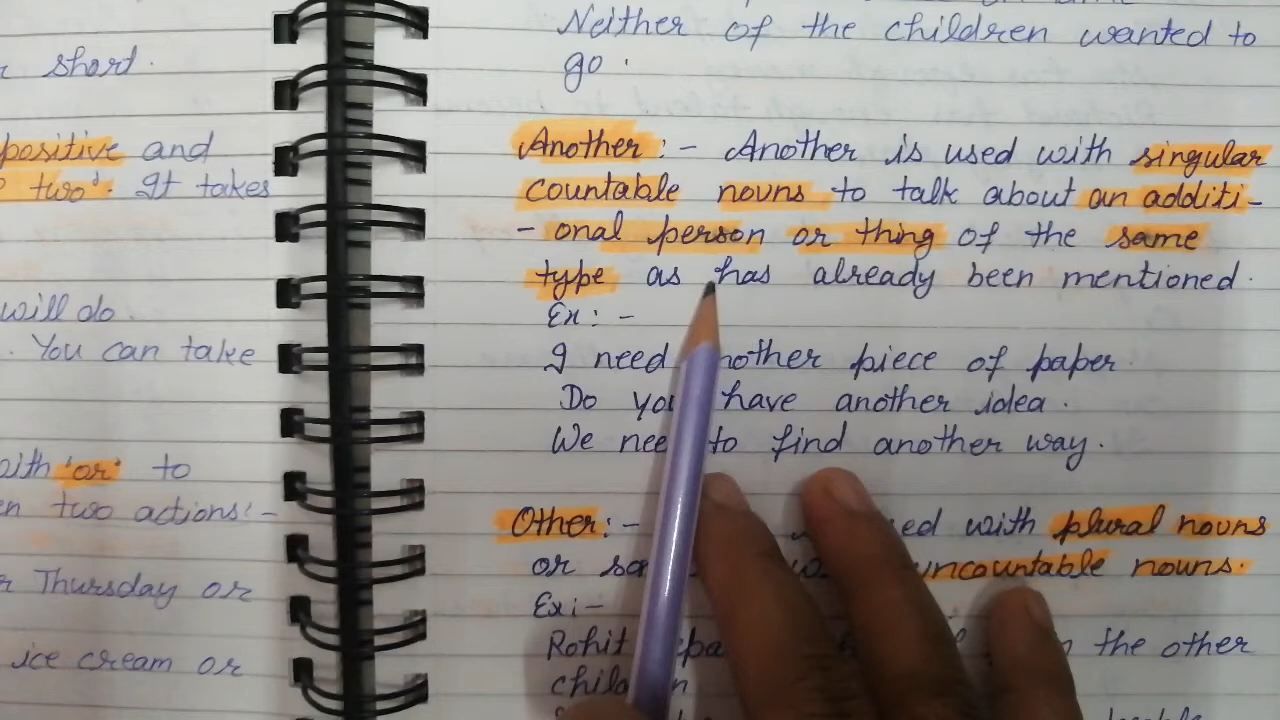 short.
positive and
two'. It takes
will do.
. You can take
with 'or' to
two actions:-
Thursday or
ice cream or
Neither of the children wanted to
go.
Another :- Another is used with singular
countable nouns to talk about an additi-
- onal person or thing of the same
type as has already been mentioned.
Ex: -
I need another piece of paper.
Do you have another idea.
We need to find another way.
Other :- with plural nouns
or uncountable nouns.
Ex:-
Rohit the other
children